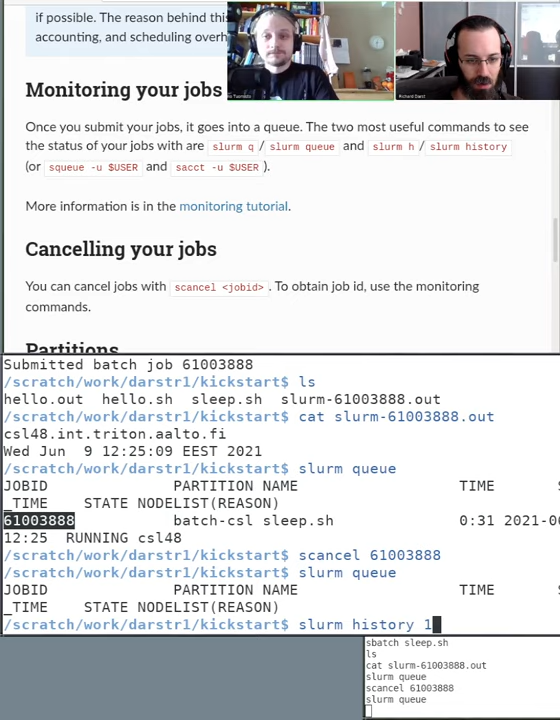 if possible. The reason behind this
accounting, and scheduling overh
Richard Darst
Monitoring your jobs
Once you submit your jobs, it goes into a queue. The two most useful commands to see
the status of your jobs with are slurm q / slurm queue and slurm h / slurm history
(or squeue -u $USER and sacct -u $USER ).
More information is in the monitoring tutorial.
Cancelling your jobs
You can cancel jobs with scancel <jobid> . To obtain job id, use the monitoring
commands.
Partitions
Submitted batch job 61003888
/scratch/work/darstr1/kickstart$ ls
hello.out hello.sh sleep.sh slurm-61003888.out
/scratch/work/darstr1/kickstart$ cat slurm-61003888.out
csl48.int.triton.aalto.fi
Wed Jun 9 12:25:09 EEST 2021
/scratch/work/darstr1/kickstart$ slurm queue
JOBID PARTITION NAME TIME S
_TIME STATE NODELIST(REASON)
61003888 batch-csl sleep.sh 0:31 2021-0
12:25 RUNNING csl48
/scratch/work/darstr1/kickstart$ scancel 61003888
/scratch/work/darstr1/kickstart$ slurm queue
JOBID PARTITION NAME TIME S
_TIME STATE NODELIST(REASON)
/scratch/work/darstr1/kickstart$ slurm history 1
sbatch sleep.sh
ls
cat slurm-61003888.out
slurm queue
scancel 61003888
slurm queue